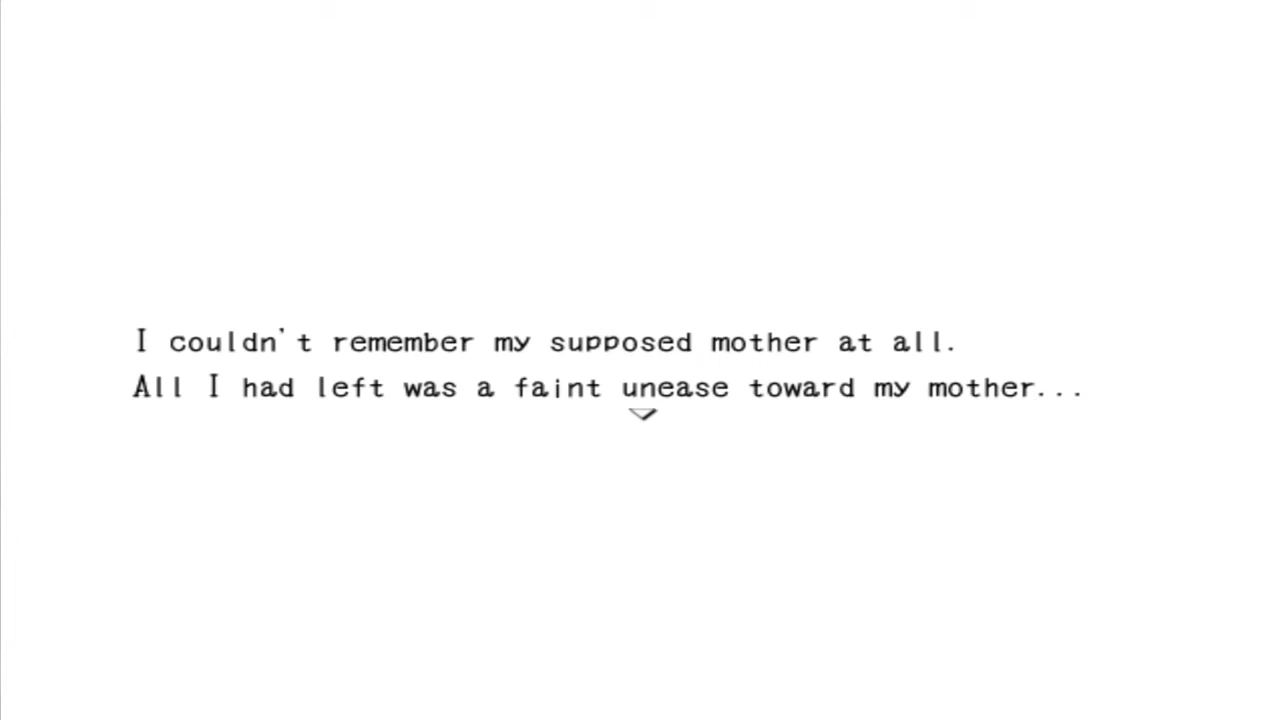 I couldn't remember my supposed mother at all.
All I had left was a faint unease toward my mother...